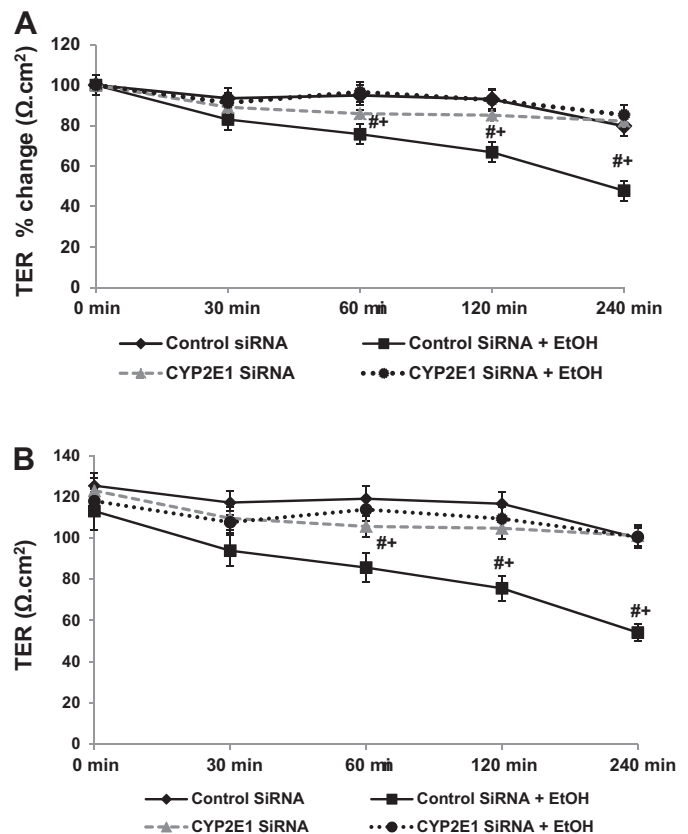 A
TER % change (Ω.cm²)
120
100
80
60
40
20
0
#+
#+
#+
0 min
30 min
60 min
120 min
240 min
Control siRNA
Control SiRNA + EtOH
CYP2E1 SiRNA
CYP2E1 SiRNA + EtOH
B
TER (Ω.cm²)
140
120
100
80
60
40
20
0
#+
#+
#+
0 min
30 min
60 min
120 min
240 min
Control SiRNA
Control SiRNA + EtOH
CYP2E1 SiRNA
CYP2E1 SiRNA + EtOH